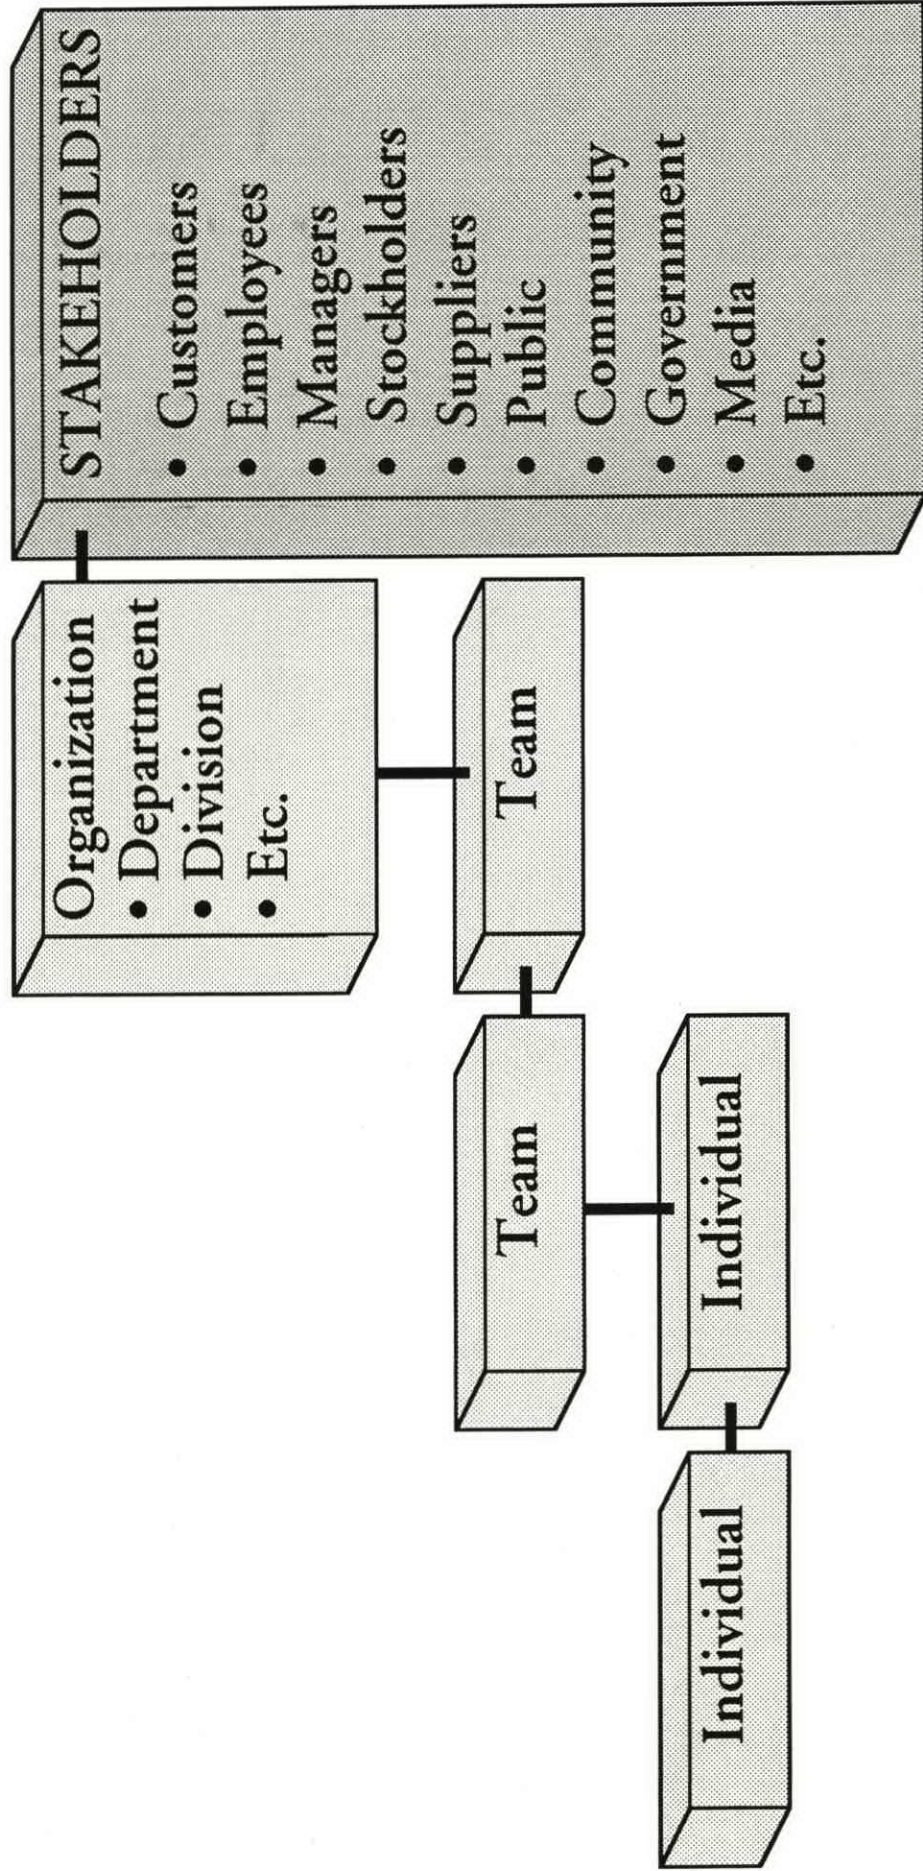 STAKEHOLDERS
• Customers
• Employees
• Managers
• Stockholders
• Suppliers
• Public
• Community
• Government
• Media
• Etc.
Organization
• Department
• Division
• Etc.
Team
Team
Individual
Individual